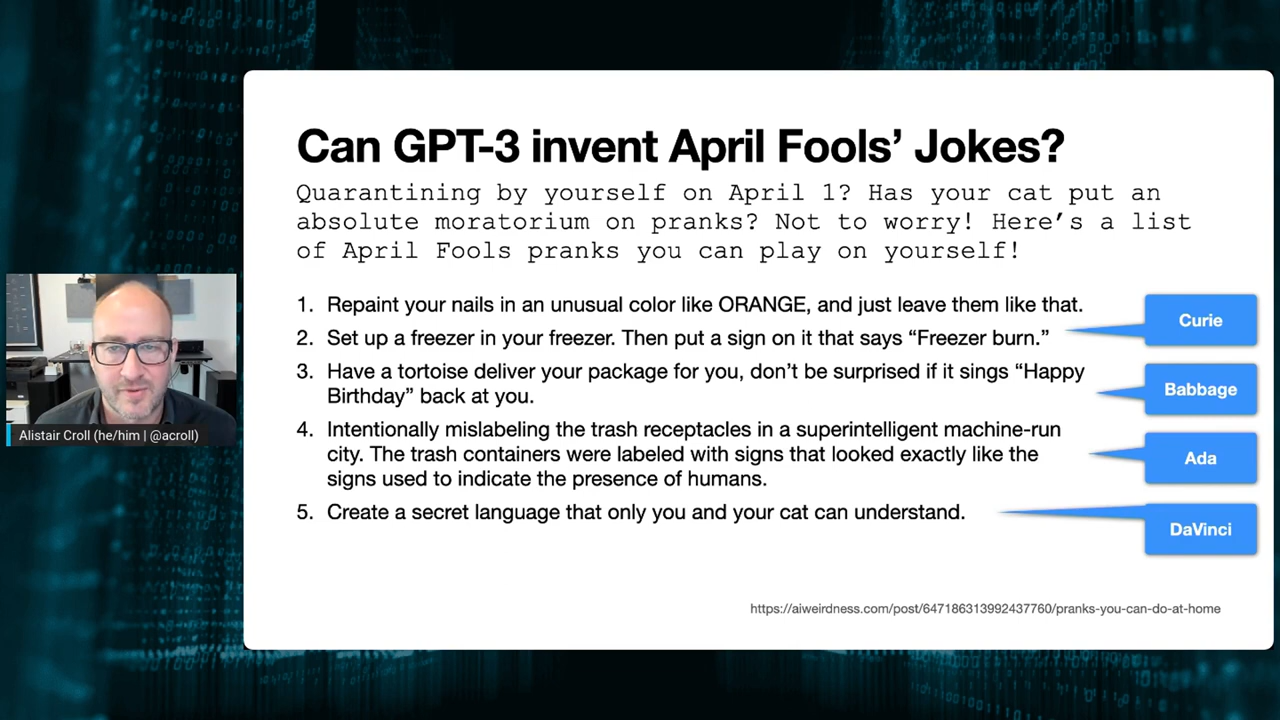 Can GPT-3 invent April Fools’ Jokes?
Quarantining by yourself on April 1? Has your cat put an
absolute moratorium on pranks? Not to worry! Here’s a list
of April Fools pranks you can play on yourself!
1. Repaint your nails in an unusual color like ORANGE, and just leave them like that.
2. Set up a freezer in your freezer. Then put a sign on it that says “Freezer burn.”
Curie
3. Have a tortoise deliver your package for you, don’t be surprised if it sings “Happy
Birthday” back at you.
Babbage
4. Intentionally mislabeling the trash receptacles in a superintelligent machine-run
city. The trash containers were labeled with signs that looked exactly like the
signs used to indicate the presence of humans.
Ada
5. Create a secret language that only you and your cat can understand.
DaVinci
https://aiweirdness.com/post/647186313992437760/pranks-you-can-do-at-home
Alistair Croll (he/him | @acroll)